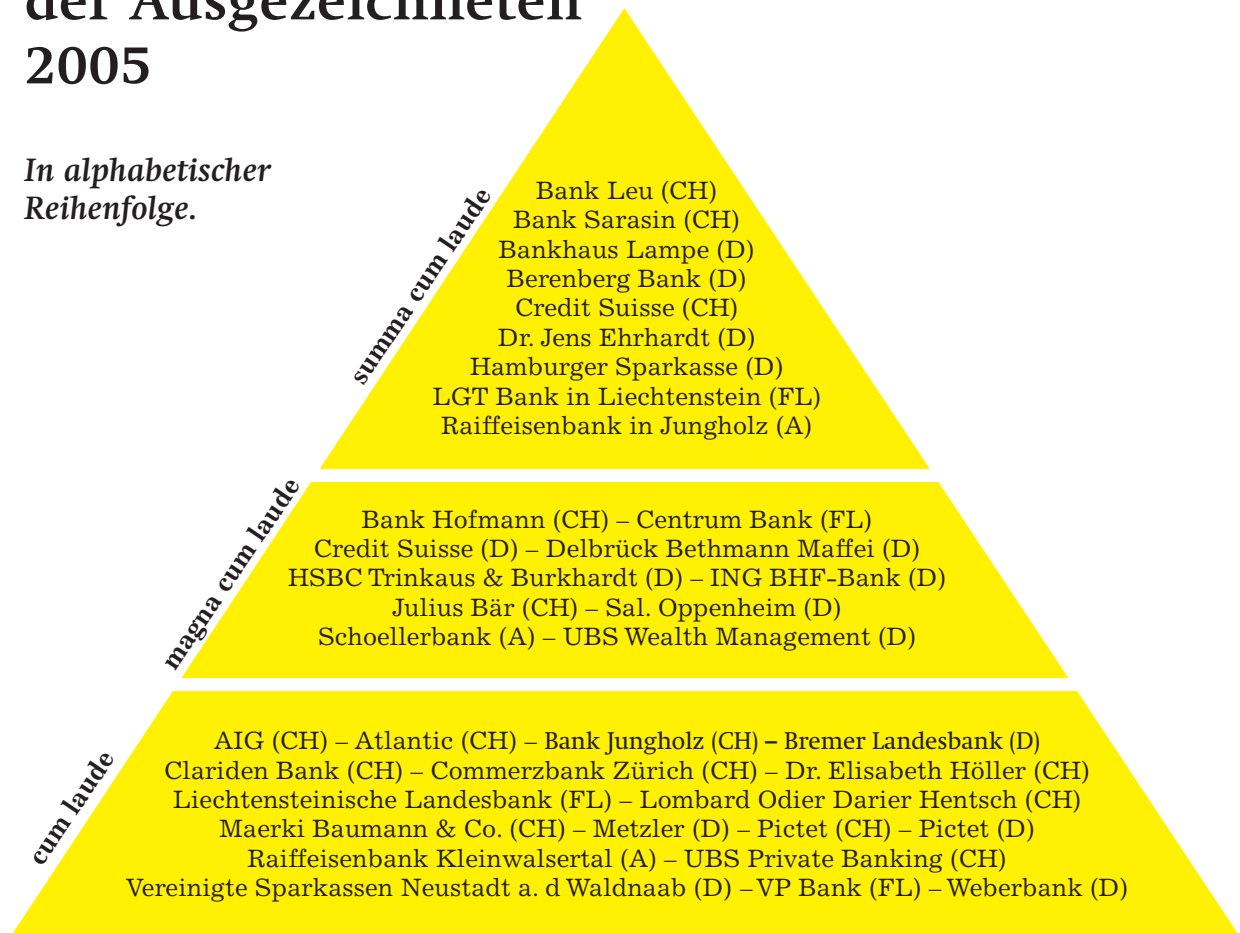 der Ausgezeichneten
2005
In alphabetischer
Reihenfolge.
summa cum laude
Bank Leu (CH)
Bank Sarasin (CH)
Bankhaus Lampe (D)
Berenberg Bank (D)
Credit Suisse (CH)
Dr. Jens Ehrhardt (D)
Hamburger Sparkasse (D)
LGT Bank in Liechtenstein (FL)
Raiffeisenbank in Jungholz (A)
magna cum laude
Bank Hofmann (CH) – Centrum Bank (FL)
Credit Suisse (D) – Delbrück Bethmann Maffei (D)
HSBC Trinkaus & Burkhardt (D) – ING BHF-Bank (D)
Julius Bär (CH) – Sal. Oppenheim (D)
Schoellerbank (A) – UBS Wealth Management (D)
cum laude
AIG (CH) – Atlantic (CH) – Bank Jungholz (CH) – Bremer Landesbank (D)
Clariden Bank (CH) – Commerzbank Zürich (CH) – Dr. Elisabeth Höller (CH)
Liechtensteinische Landesbank (FL) – Lombard Odier Darier Hentsch (CH)
Maerki Baumann & Co. (CH) – Metzler (D) – Pictet (CH) – Pictet (D)
Raiffeisenbank Kleinwalsertal (A) – UBS Private Banking (CH)
Vereinigte Sparkassen Neustadt a. d Waldnaab (D) – VP Bank (FL) – Weberbank (D)